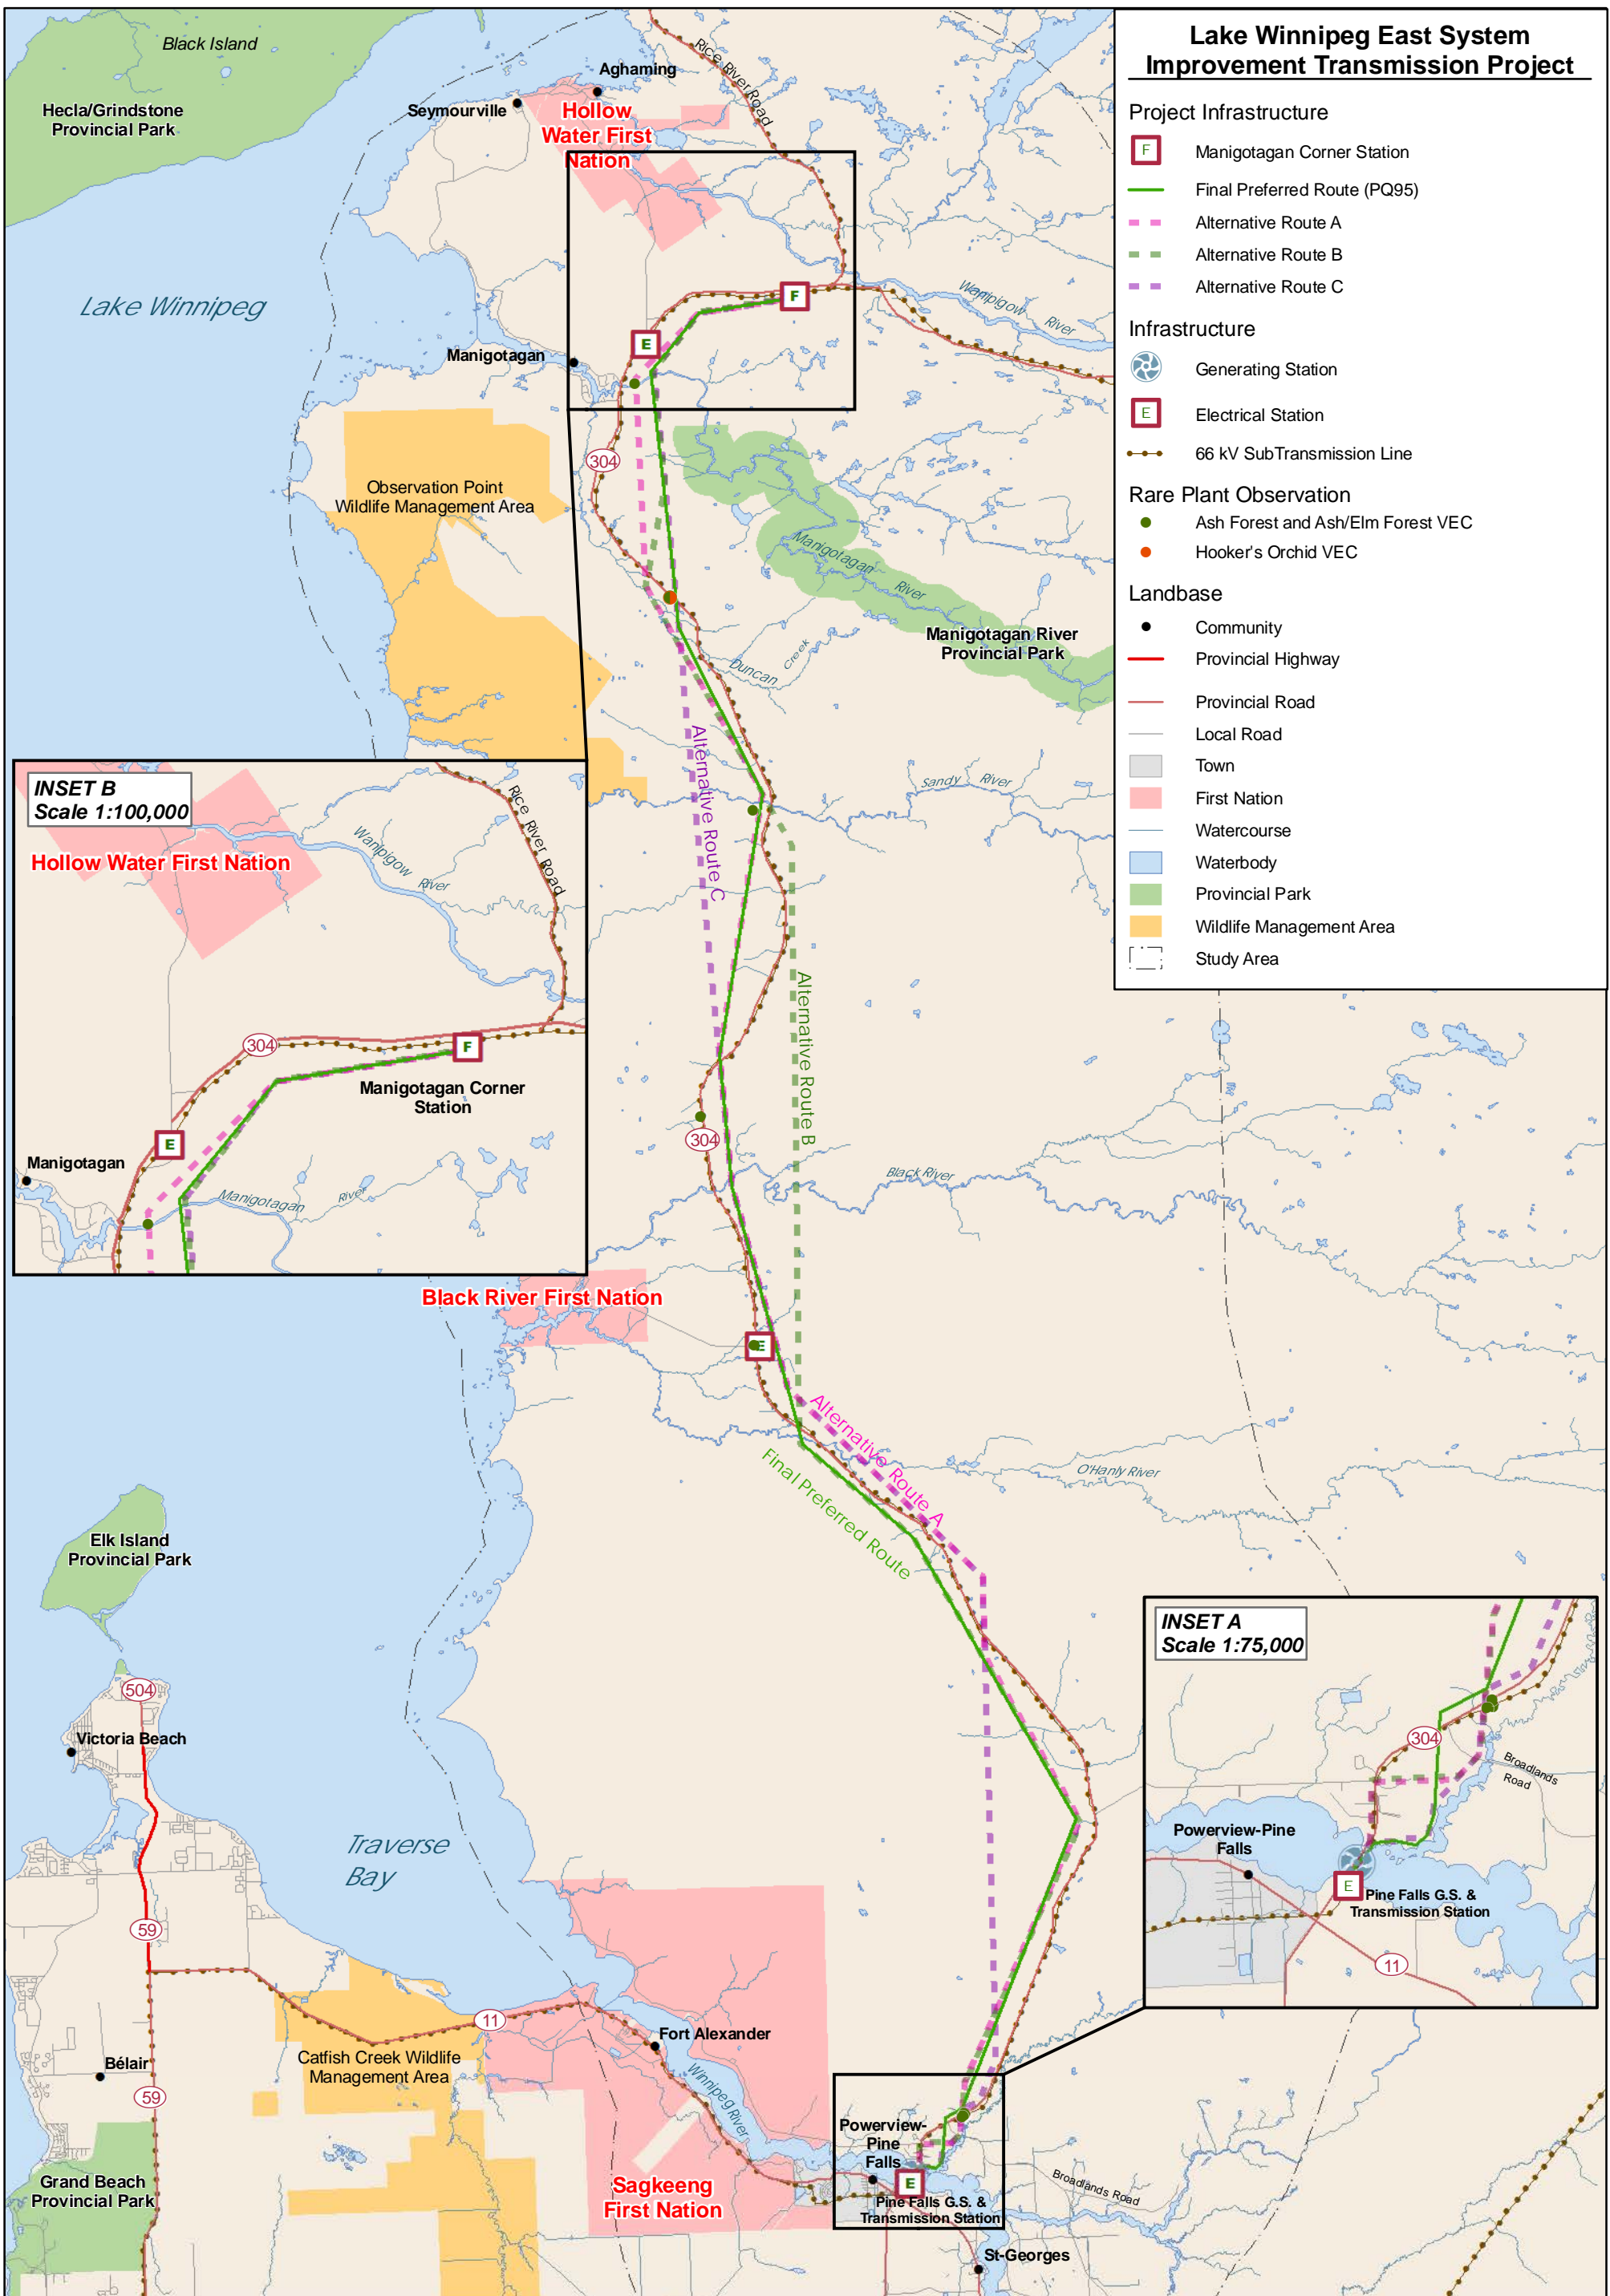 Lake Winnipeg East System
Improvement Transmission Project
Project Infrastructure
F
Manigotagan Corner Station
Final Preferred Route (PQ95)
Alternative Route A
Alternative Route B
Alternative Route C
Infrastructure
Generating Station
E
Electrical Station
66 kV SubTransmission Line
Rare Plant Observation
Ash Forest and Ash/Elm Forest VEC
Hooker's Orchid VEC
Landbase
Community
Provincial Highway
Provincial Road
Local Road
Town
First Nation
Watercourse
Waterbody
Provincial Park
Wildlife Management Area
Study Area
Black Island
Hecla/Grindstone
Provincial Park
Aghaming
Seymourville
Hollow
Water First
Nation
Rice River Road
Lake Winnipeg
Wanipigow River
F
E
Manigotagan
304
Observation Point
Wildlife Management Area
Manigotagan River
Manigotagan River
Provincial Park
Duncan Creek
Sandy River
Alternative Route C
Alternative Route B
INSET B
Scale 1:100,000
Hollow Water First Nation
Wanipigow River
Rice River Road
304
F
Manigotagan Corner
Station
E
Manigotagan
Manigotagan River
304
Black River
Black River First Nation
E
Alternative Route A
Final Preferred Route
O'Hanly River
Elk Island
Provincial Park
504
Victoria Beach
Traverse
Bay
59
11
Fort Alexander
Catfish Creek Wildlife
Management Area
Bélair
59
Winnipeg River
Grand Beach
Provincial Park
Sagkeeng
First Nation
Powerview-
Pine
Falls
E
Pine Falls G.S. &
Transmission Station
Broadlands Road
St-Georges
INSET A
Scale 1:75,000
304
Broadlands
Road
Powerview-Pine
Falls
E
Pine Falls G.S. &
Transmission Station
11